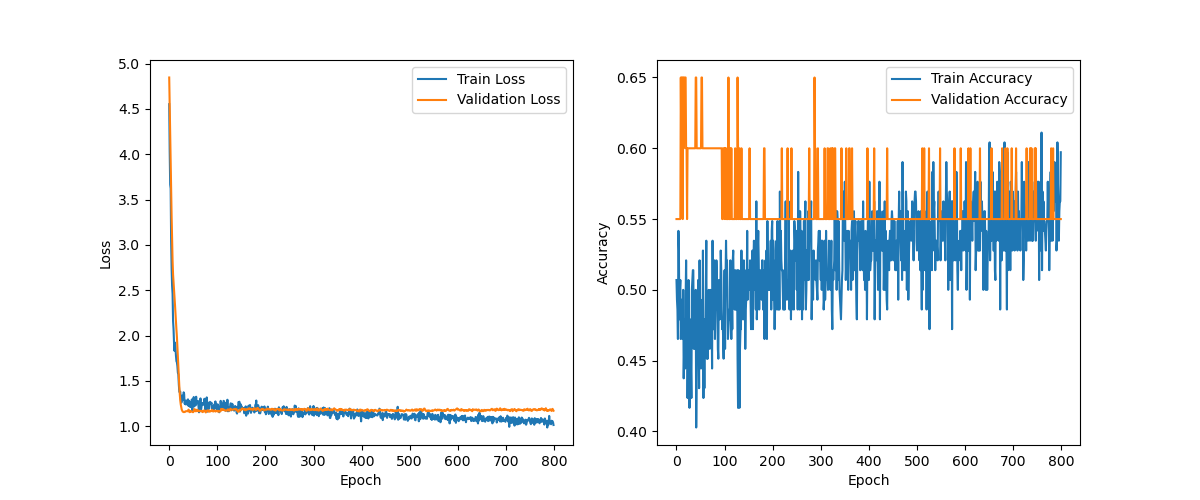 5.0
4.5
4.0
3.5
3.0
2.5
2.0
1.5
1.0
Loss
0 100 200 300 400 500 600 700 800
Epoch
Train Loss
Validation Loss
0.65
0.60
0.55
0.50
0.45
0.40
Accuracy
0 100 200 300 400 500 600 700 800
Epoch
Train Accuracy
Validation Accuracy